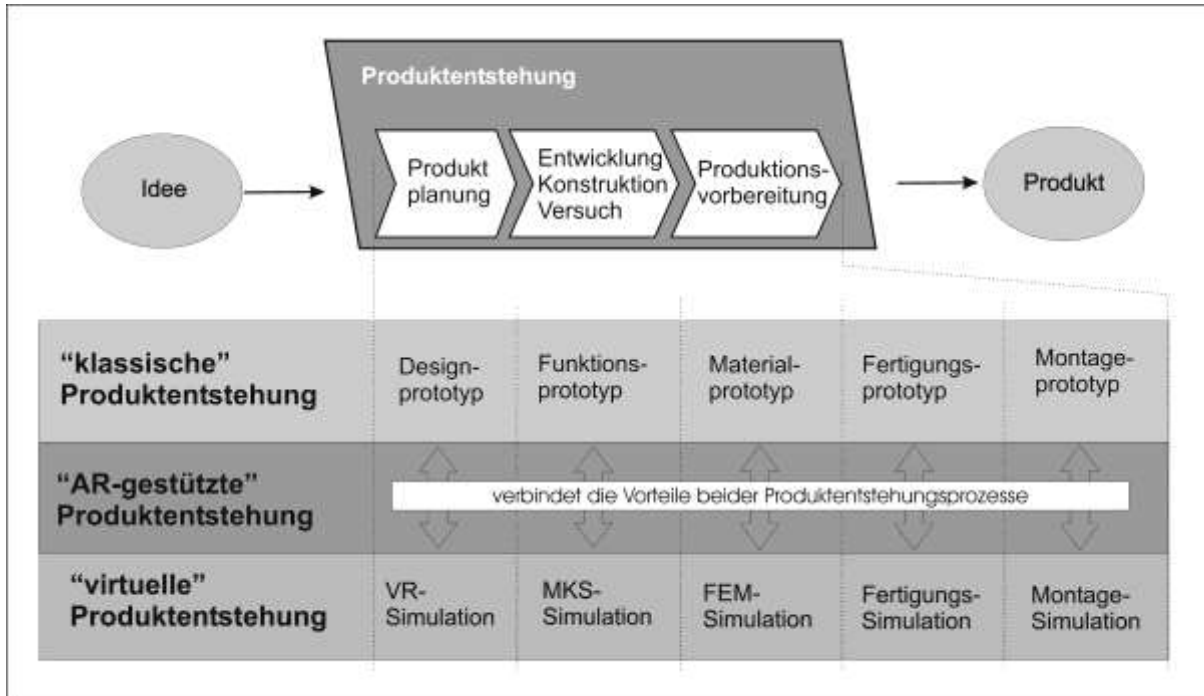 Produktentstehung
Idee
Produkt
planung
Entwicklung
Konstruktion
Versuch
Produktions-
vorbereitung
Produkt
“klassische”
Produktentstehung
Design-
prototyp
Funktions-
prototyp
Material-
prototyp
Fertigungs-
prototyp
Montage-
prototyp
“AR-gestützte”
Produktentstehung
verbindet die Vorteile beider Produktentstehungsprozesse
“virtuelle”
Produktentstehung
VR-
Simulation
MKS-
Simulation
FEM-
Simulation
Fertigungs-
Simulation
Montage-
Simulation